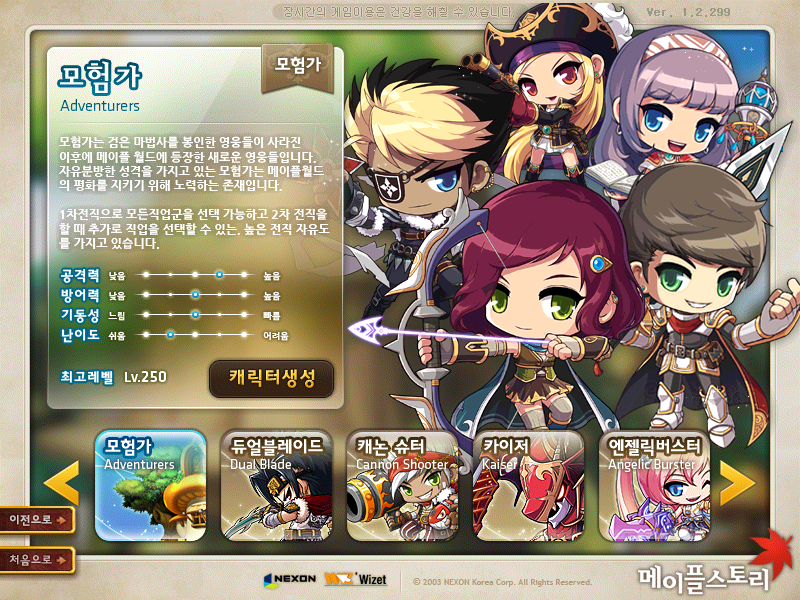 장시간의 게임이용은 건강을 해칠 수 있습니다
Ver. 1.2.299
모험가
Adventurers
모험가
모험가는 검은 마법사를 봉인한 영웅들이 사라진
이후에 메이플 월드에 등장한 새로운 영웅들입니다.
자유분방한 성격을 가지고 있는 모험가는 메이플월드
의 평화를 지키기 위해 노력하는 존재입니다.
1차전직으로 모든직업군을 선택 가능하고 2차 전직을
할 때 추가로 직업을 선택할 수 있는, 높은 전직 자유도
를 가지고 있습니다.
공격력 낮음 높음
방어력 낮음 높음
기동성 느림 빠름
난이도 쉬움 어려움
최고레벨 Lv.250
캐릭터생성
모험가
Adventurers
듀얼블레이드
Dual Blade
캐논 슈터
Cannon Shooter
카이저
Kaiser
엔젤릭버스터
Angelic Burster
이전으로
처음으로
NEXON Wizet
© 2003 NEXON Korea Corp. All Rights Reserved.
메이플스토리